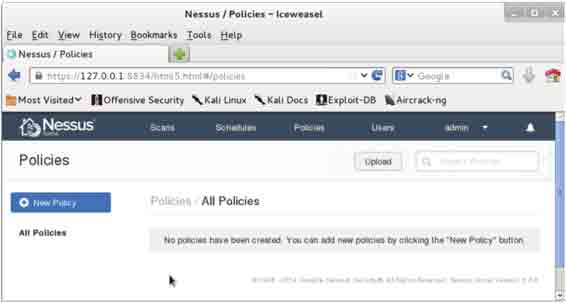 Nessus / Policies - Iceweasel
File Edit View History Bookmarks Tools Help
Nessus / Policies
https://127.0.0.1:8834/html5.html#/policies
Google
Most Visited Offensive Security Kali Linux Kali Docs Exploit-DB Aircrack-ng
Nessus Scans Schedules Policies Users admin
Policies Upload
New Policy
Policies / All Policies
All Policies
No policies have been created. You can add new policies by clicking the "New Policy" button.